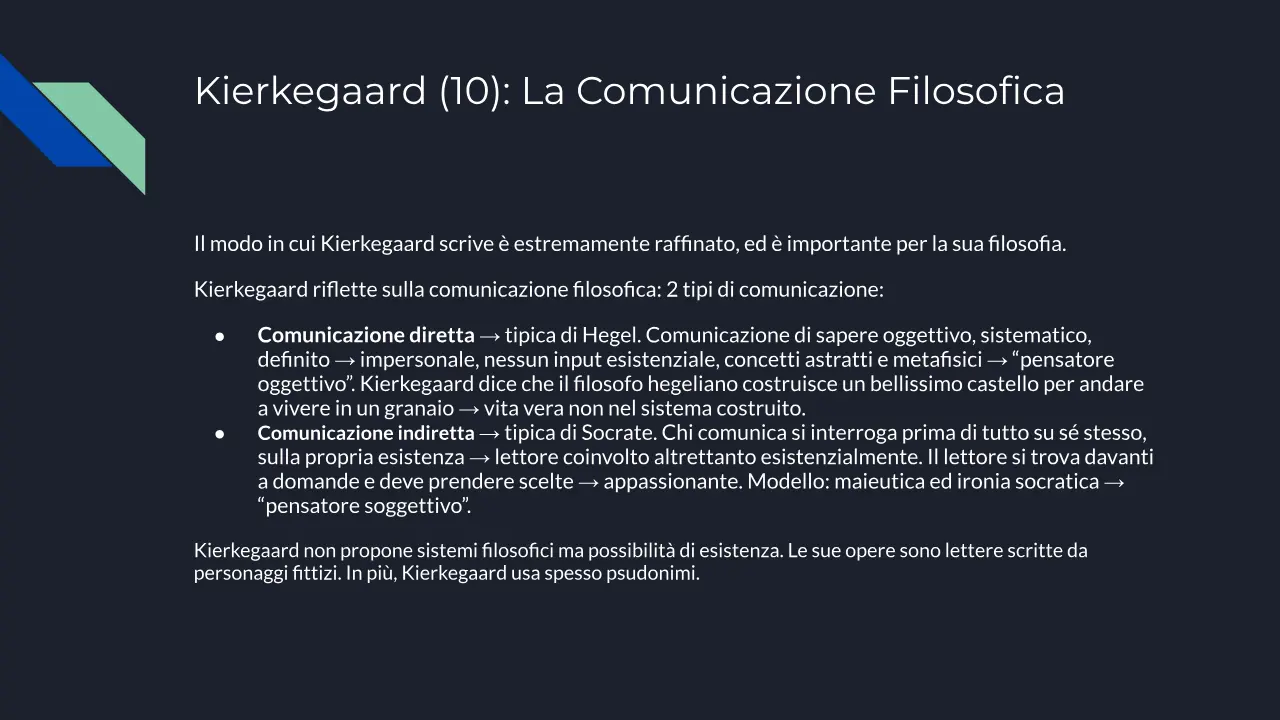 Kierkegaard (10): La Comunicazione Filosofica
Il modo in cui Kierkegaard scrive è estremamente raffinato, ed è importante per la sua filosofia.
Kierkegaard riflette sulla comunicazione filosofica: 2 tipi di comunicazione:
● Comunicazione diretta → tipica di Hegel. Comunicazione di sapere oggettivo, sistematico,
definito → impersonale, nessun input esistenziale, concetti astratti e metafisici → “pensatore
oggettivo”. Kierkegaard dice che il filosofo hegeliano costruisce un bellissimo castello per andare
a vivere in un granaio → vita vera non nel sistema costruito.
● Comunicazione indiretta → tipica di Socrate. Chi comunica si interroga prima di tutto su sé stesso,
sulla propria esistenza → lettore coinvolto altrettanto esistenzialmente. Il lettore si trova davanti
a domande e deve prendere scelte → appassionante. Modello: maieutica ed ironia socratica →
“pensatore soggettivo”.
Kierkegaard non propone sistemi filosofici ma possibilità di esistenza. Le sue opere sono lettere scritte da
personaggi fittizi. In più, Kierkegaard usa spesso psudonimi.